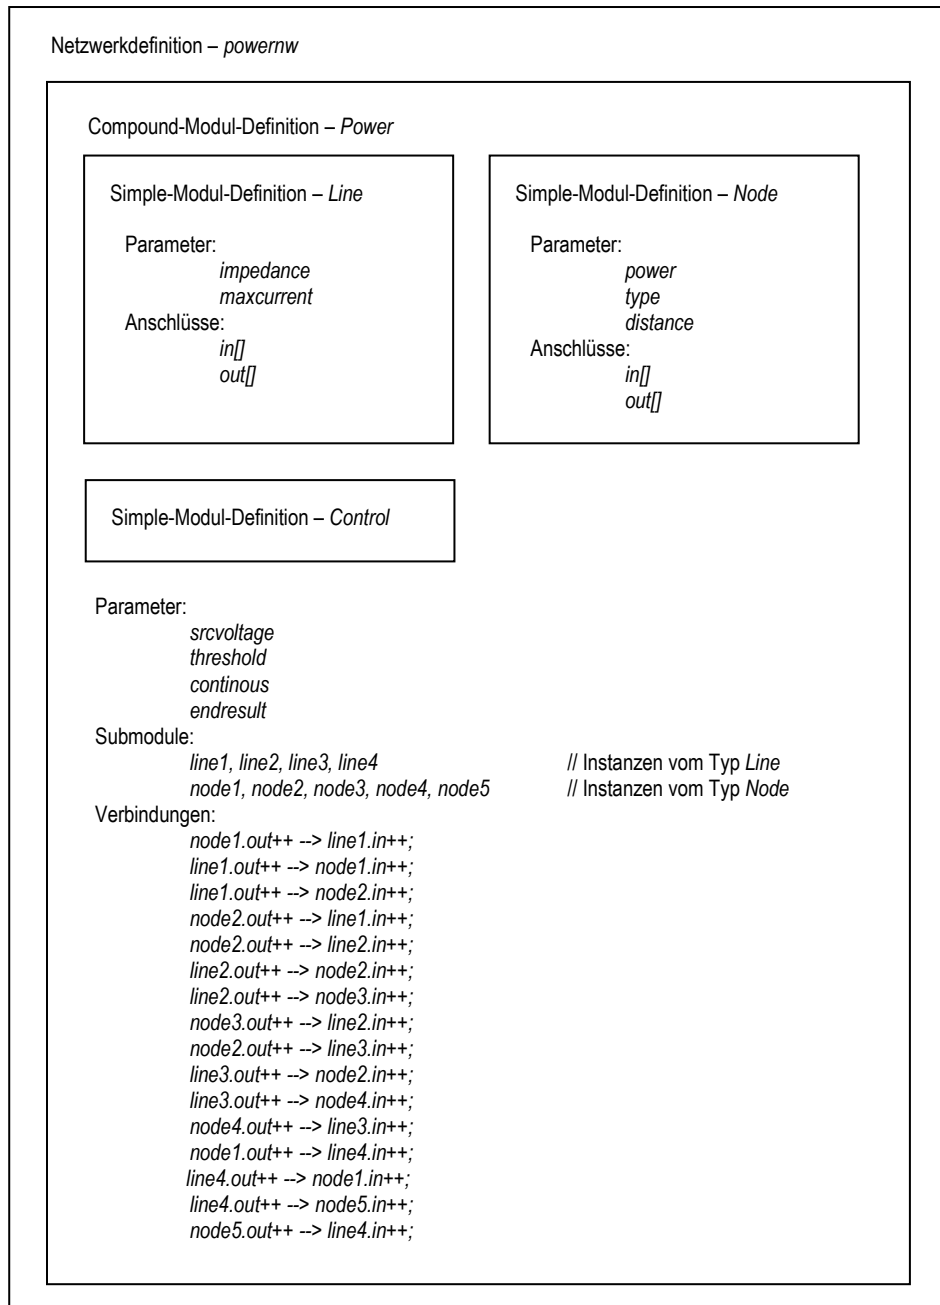 Netzwerkdefinition – powernw
Compound-Modul-Definition – Power
Simple-Modul-Definition – Line
Parameter:
impedance
maxcurrent
Anschlüsse:
in[]
out[]
Simple-Modul-Definition – Node
Parameter:
power
type
distance
Anschlüsse:
in[]
out[]
Simple-Modul-Definition – Control
Parameter:
srcvoltage
threshold
continous
endresult
Submodule:
line1, line2, line3, line4 // Instanzen vom Typ Line
node1, node2, node3, node4, node5 // Instanzen vom Typ Node
Verbindungen:
node1.out++ --> line1.in++;
line1.out++ --> node1.in++;
line1.out++ --> node2.in++;
node2.out++ --> line1.in++;
node2.out++ --> line2.in++;
line2.out++ --> node2.in++;
line2.out++ --> node3.in++;
node3.out++ --> line2.in++;
node2.out++ --> line3.in++;
line3.out++ --> node2.in++;
line3.out++ --> node4.in++;
node4.out++ --> line3.in++;
node1.out++ --> line4.in++;
line4.out++ --> node1.in++;
line4.out++ --> node5.in++;
node5.out++ --> line4.in++;